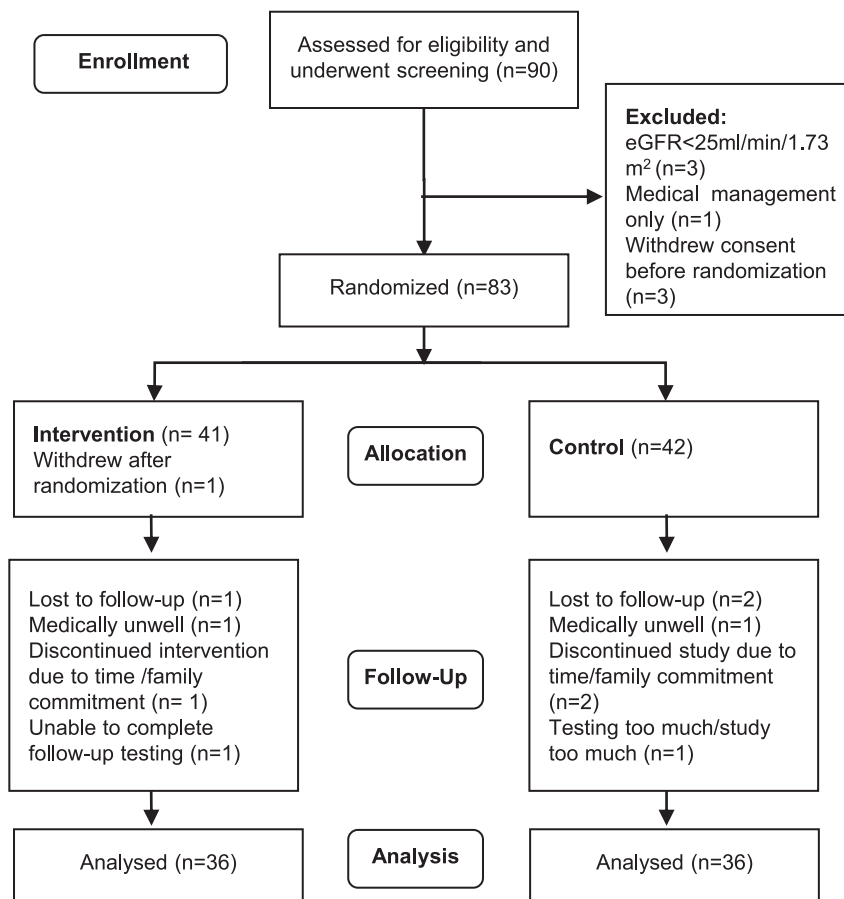 Enrollment
Assessed for eligibility and
underwent screening (n=90)
Excluded:
eGFR<25ml/min/1.73
m² (n=3)
Medical management
only (n=1)
Withdrew consent
before randomization
(n=3)
Randomized (n=83)
Intervention (n= 41)
Withdrew after
randomization (n=1)
Allocation
Control (n=42)
Lost to follow-up (n=1)
Medically unwell (n=1)
Discontinued intervention
due to time /family
commitment (n= 1)
Unable to complete
follow-up testing (n=1)
Follow-Up
Lost to follow-up (n=2)
Medically unwell (n=1)
Discontinued study due to
time/family commitment
(n=2)
Testing too much/study
too much (n=1)
Analysed (n=36)
Analysis
Analysed (n=36)